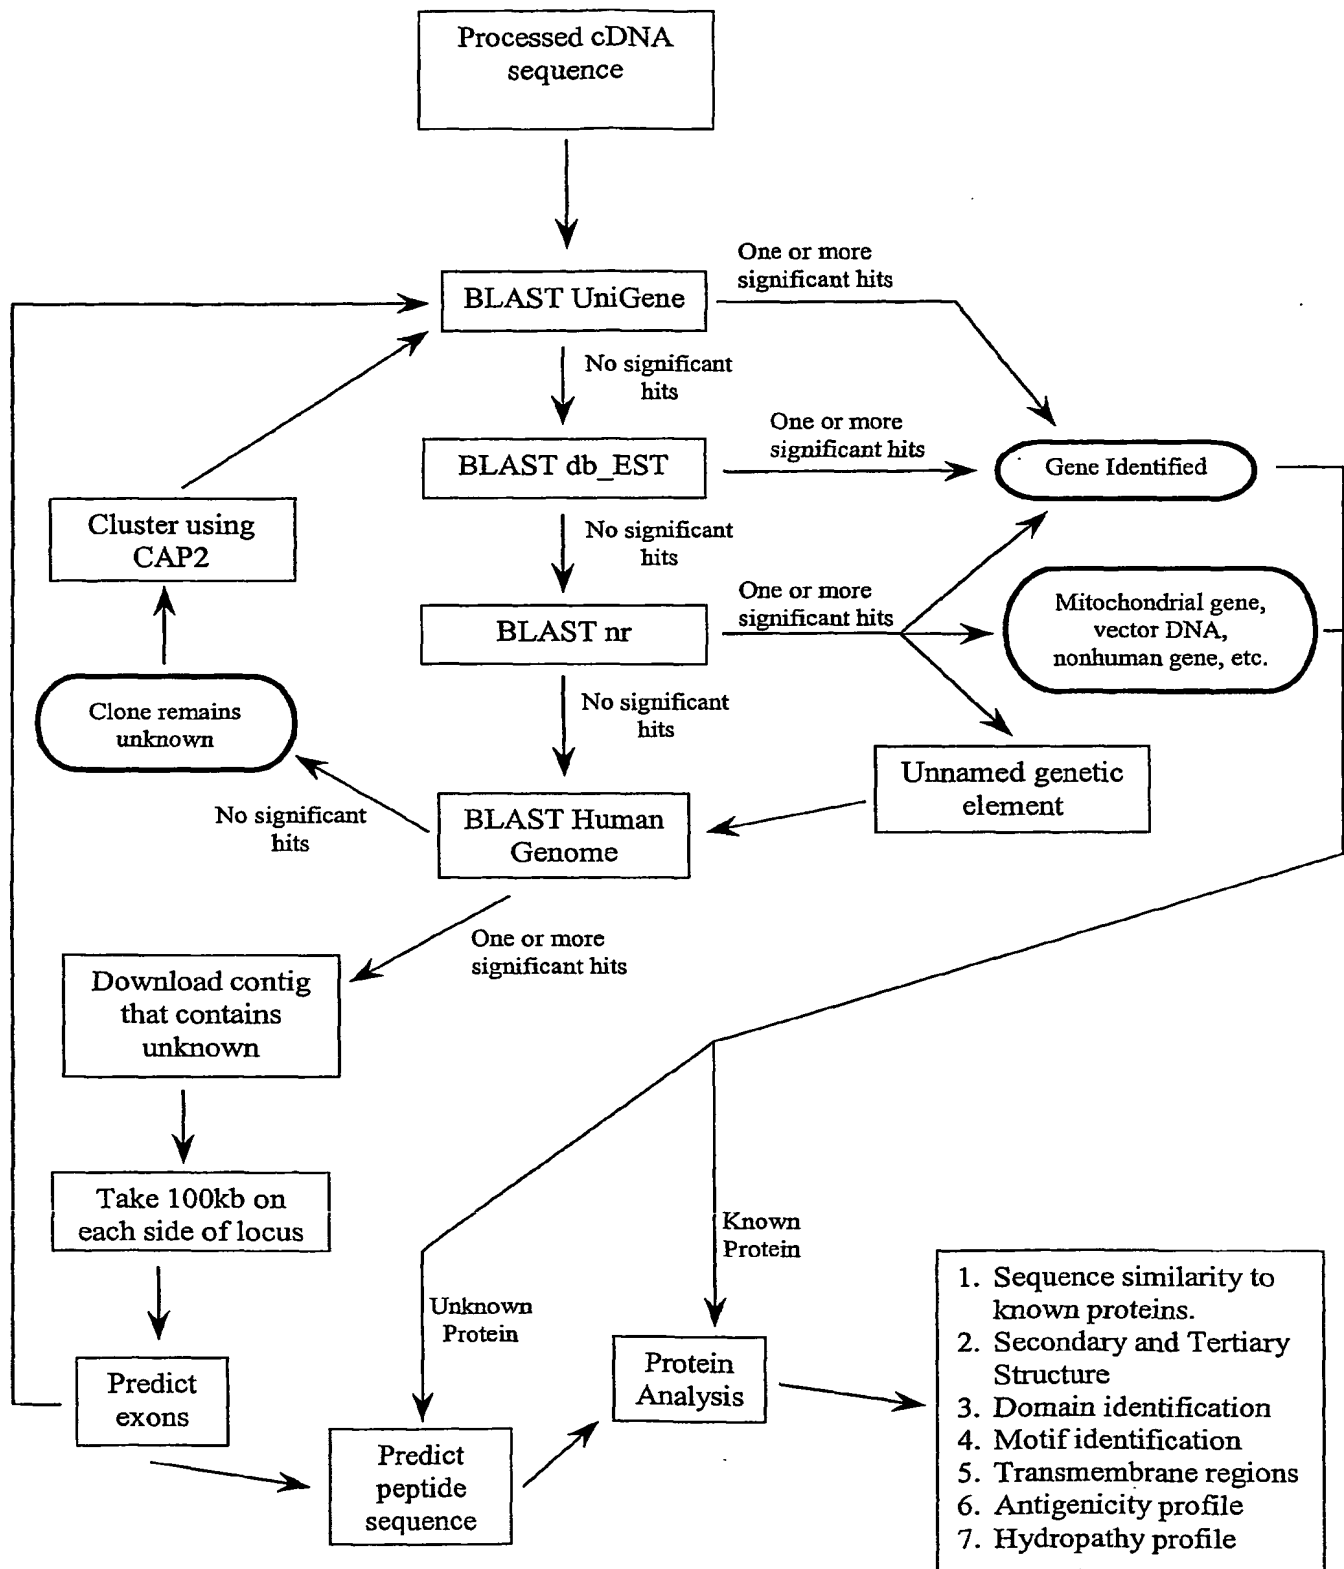 Processed cDNA
sequence
One or more
significant hits
BLAST UniGene
No significant
hits
One or more
significant hits
BLAST db_EST
Gene Identified
Cluster using
CAP2
No significant
hits
One or more
significant hits
BLAST nr
Mitochondrial gene,
vector DNA,
nonhuman gene, etc.
Clone remains
unknown
No significant
hits
Unnamed genetic
element
No significant
hits
BLAST Human
Genome
One or more
significant hits
Download contig
that contains
unknown
Take 100kb on
each side of locus
Known
Protein
Unknown
Protein
Predict
exons
Protein
Analysis
Predict
peptide
sequence
1. Sequence similarity to
known proteins.
2. Secondary and Tertiary
Structure
3. Domain identification
4. Motif identification
5. Transmembrane regions
6. Antigenicity profile
7. Hydropathy profile